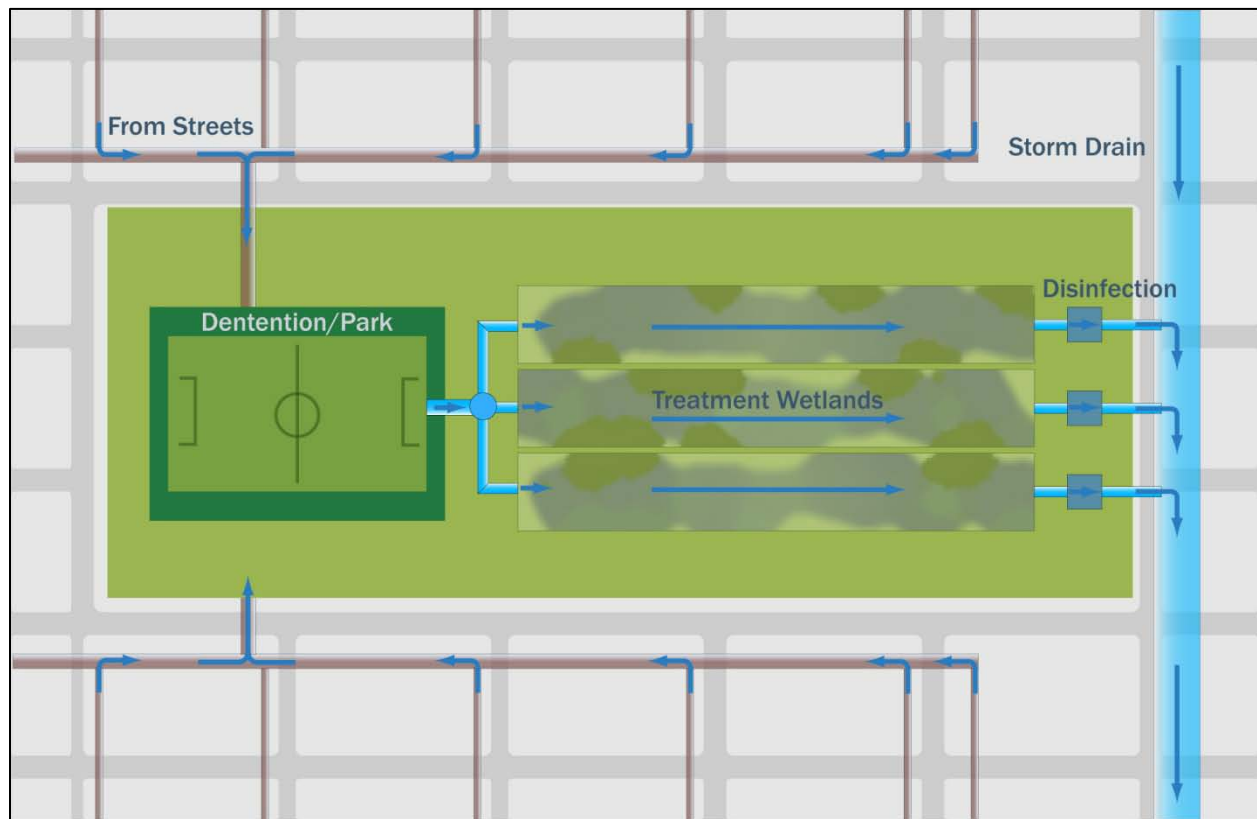 From Streets
Storm Drain
Disinfection
Dentention/Park
Treatment Wetlands